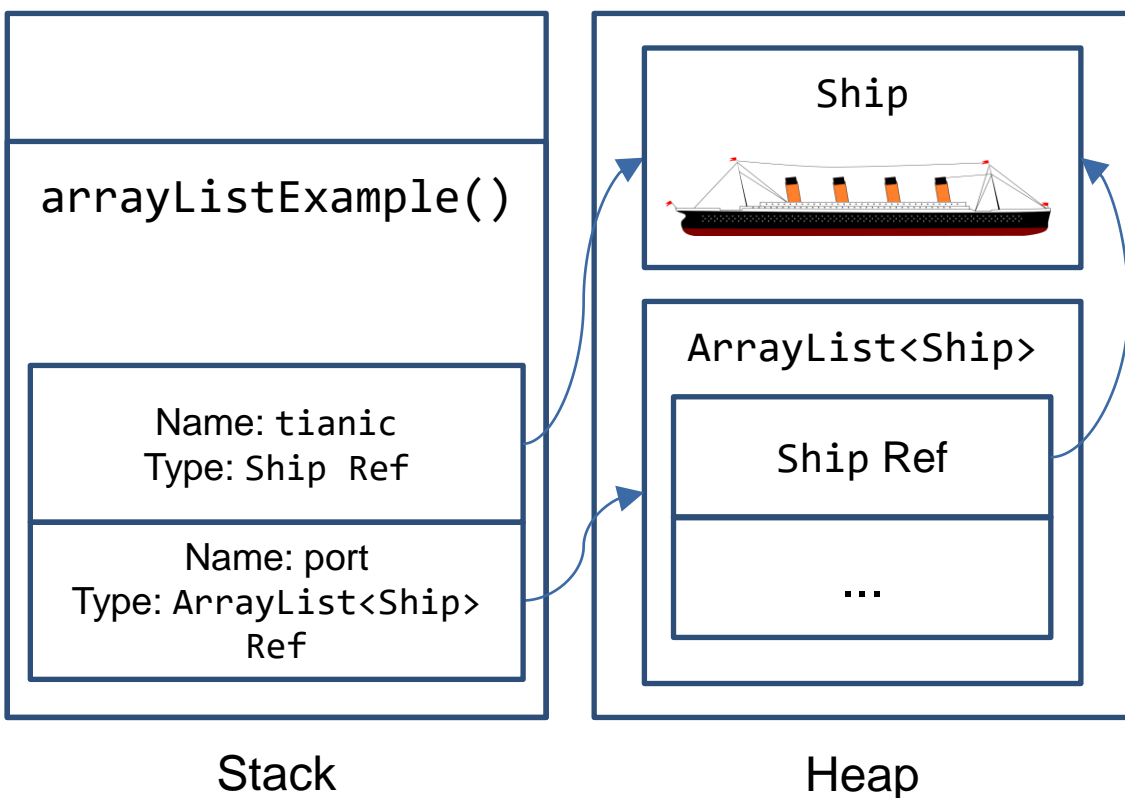 arrayListExample()
Name: tianic
Type: Ship Ref
Name: port
Type: ArrayList<Ship>
Ref
Stack
Ship
ArrayList<Ship>
Ship Ref
...
Heap